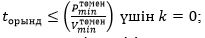 t_орынд ≤ (P_min^төмен / V_min^төмен) үшін k = 0;